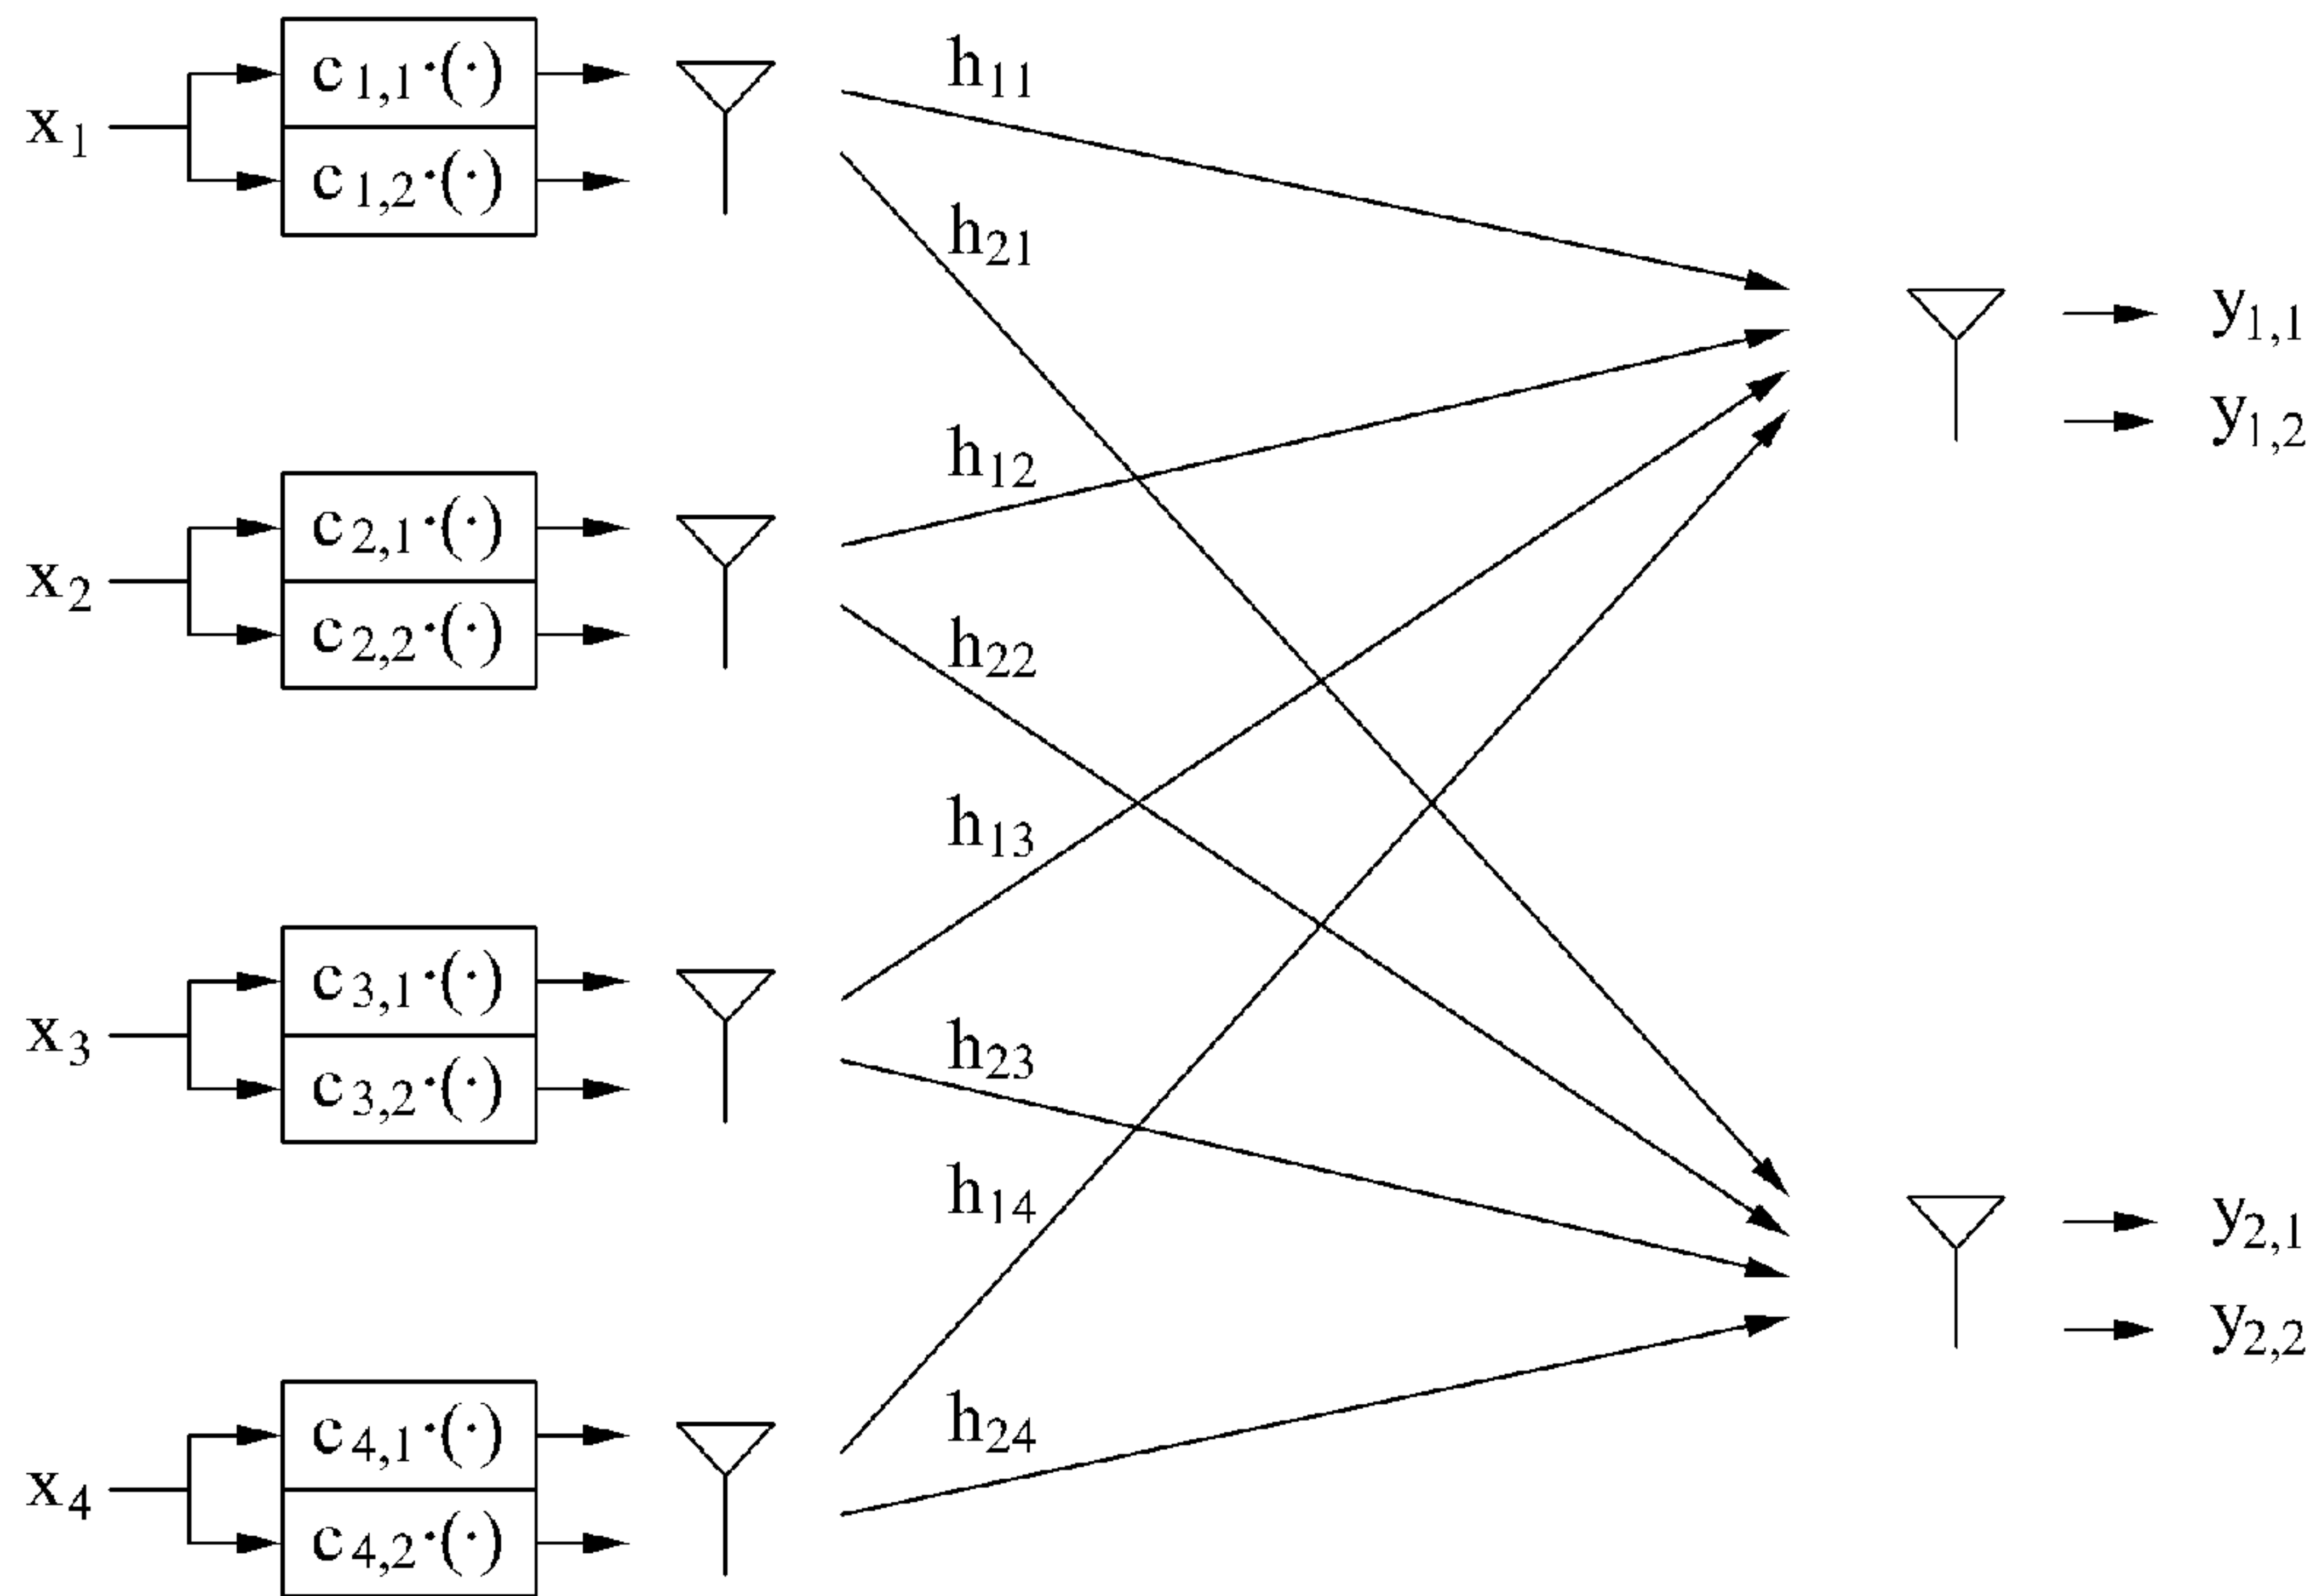 x1
c1,1·(·)
c1,2·(·)
h11
h21
y1,1
y1,2
x2
c2,1·(·)
c2,2·(·)
h12
h22
x3
c3,1·(·)
c3,2·(·)
h13
h23
y2,1
y2,2
x4
c4,1·(·)
c4,2·(·)
h14
h24